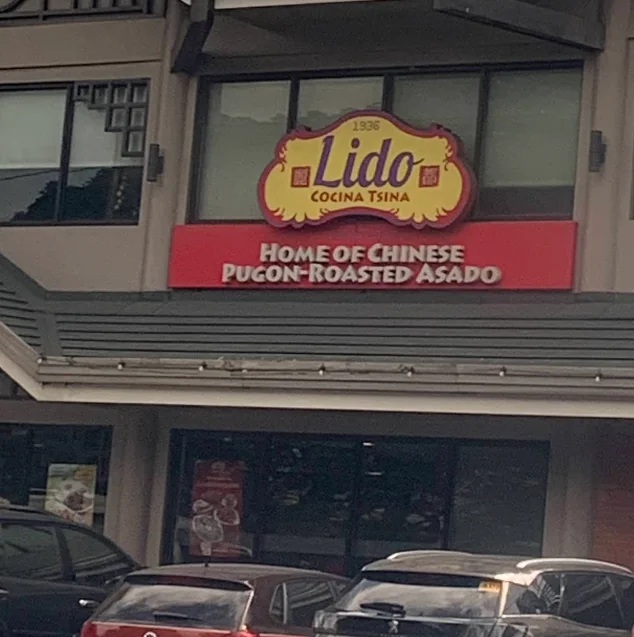 1936
Lido
COCINA TSINA
HOME OF CHINESE
PUGON-ROASTED ASADO